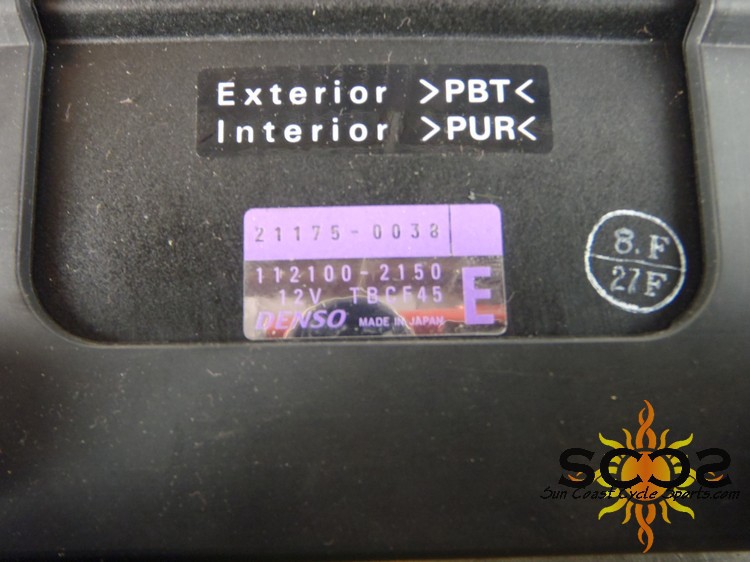 Exterior >PBT<
Interior >PUR<
21175-0038
112100-2150
12V TBCF45
E
DENSO MADE IN JAPAN
8.F
27F
SCCS
Sun Coast Cycle Sports.com